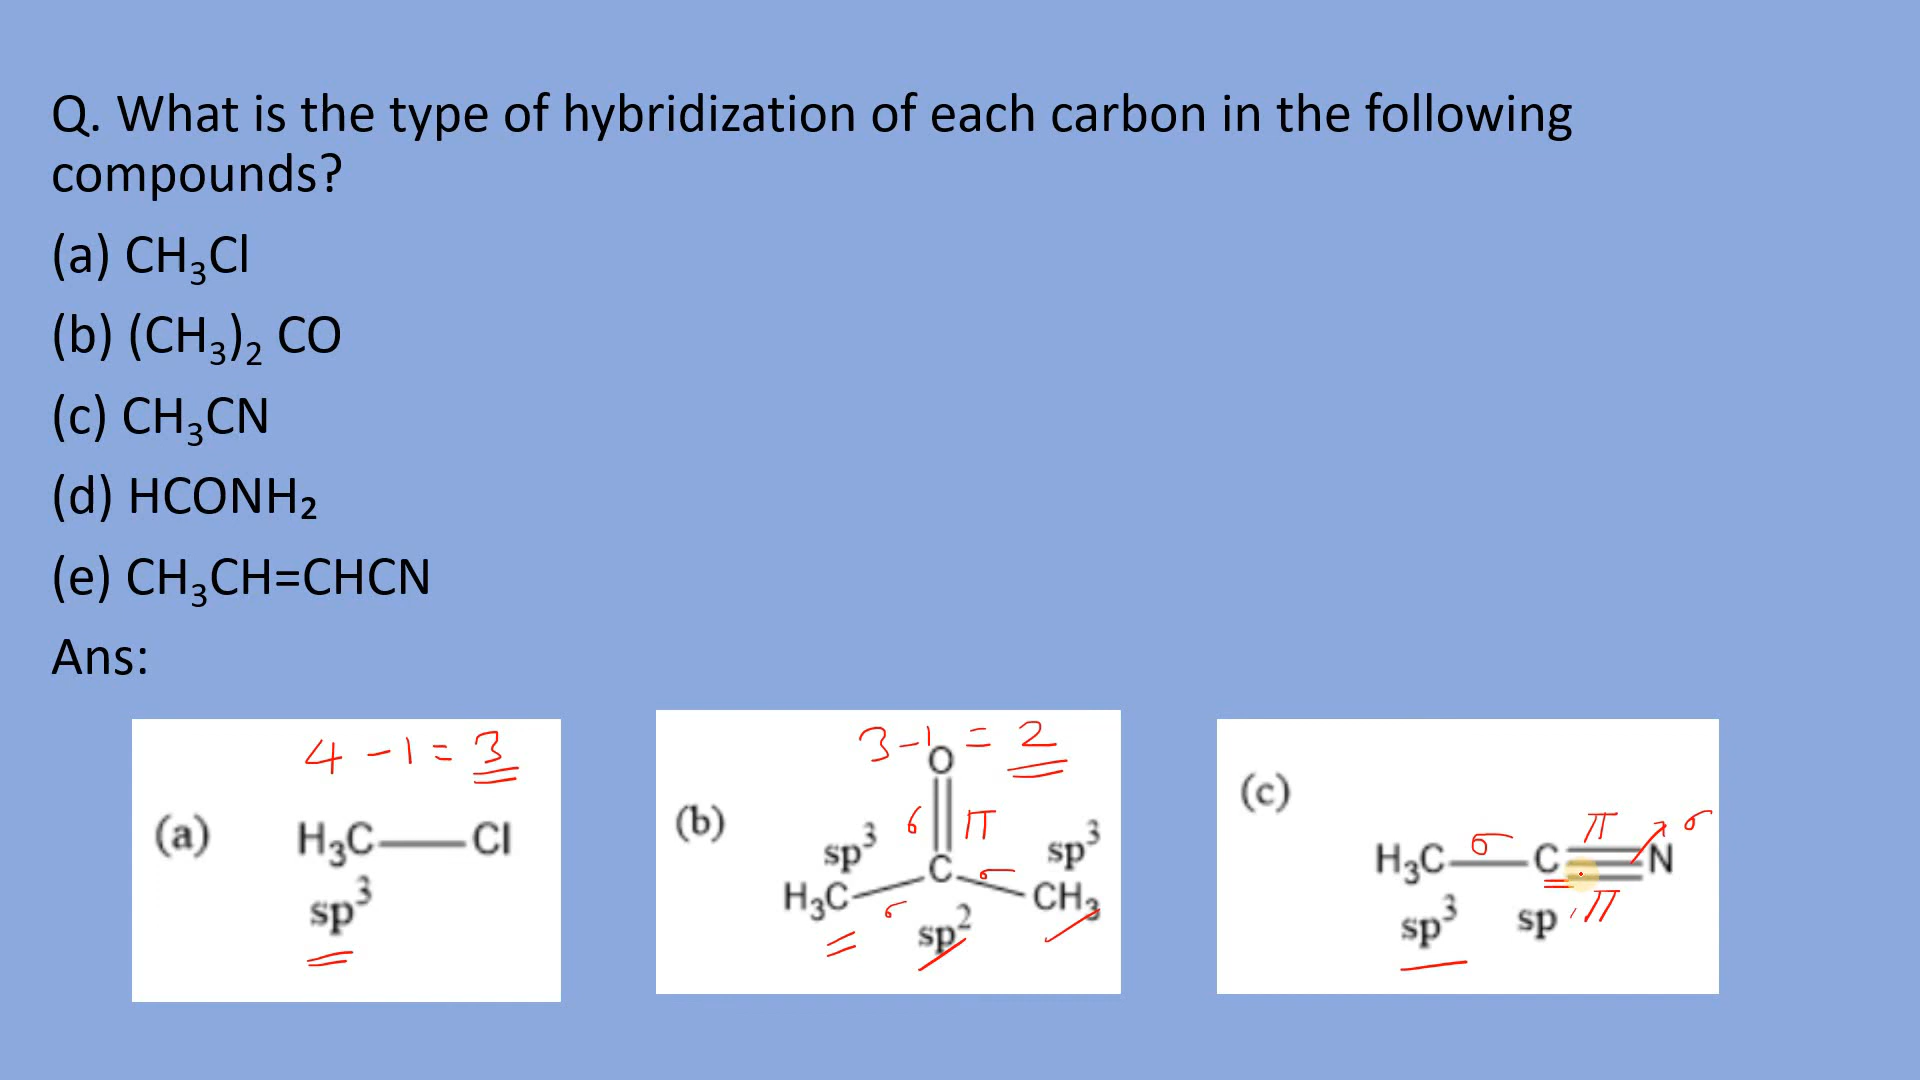 Q. What is the type of hybridization of each carbon in the following
compounds?
(a) CH₃Cl
(b) (CH₃)₂ CO
(c) CH₃CN
(d) HCONH₂
(e) CH₃CH=CHCN
Ans:
4 - 1 = 3
(a) H₃C Cl
sp³
3 - 1 = 2
O
(b) σ π
sp³ C σ sp³
H₃C σ CH₃
sp²
(c)
π σ
H₃C σ C N
sp³ sp π